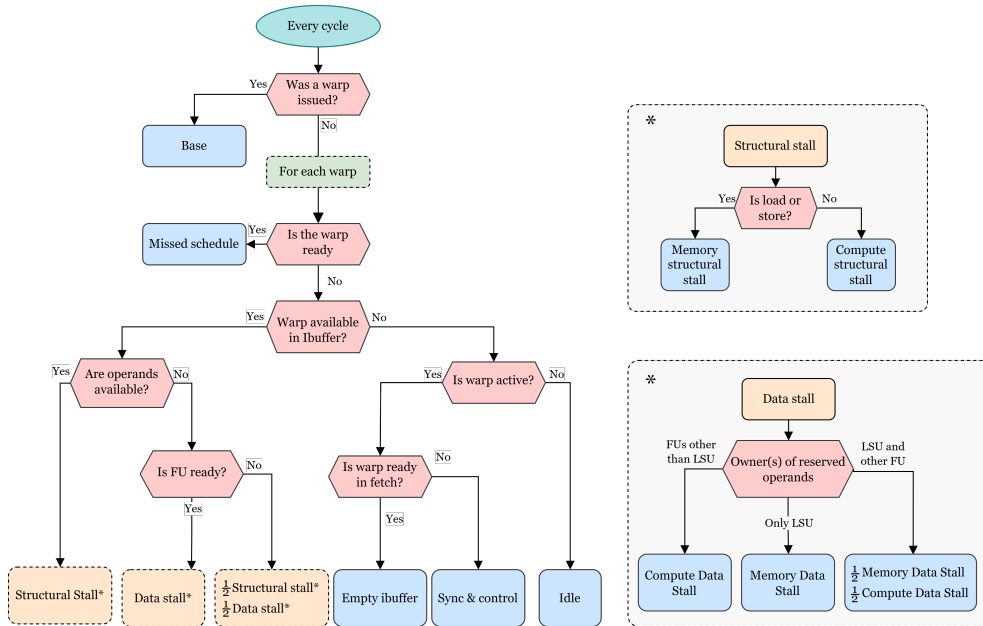 Every cycle
Was a warp
issued?
Yes
No
Base
For each warp
Is the warp
ready
Yes
Missed schedule
No
Warp available
in Ibuffer?
Yes
No
Are operands
available?
Yes
No
Is warp active?
Yes
No
Is FU ready?
No
Yes
Is warp ready
in fetch?
No
Yes
Structural Stall*
Data stall*
1/2 Structural stall*
1/2 Data stall*
Empty ibuffer
Sync & control
Idle
*
Structural stall
Is load or
store?
Yes
No
Memory
structural
stall
Compute
structural
stall
*
Data stall
Owner(s) of reserved
operands
FUs other
than LSU
LSU and
other FU
Only LSU
Compute Data
Stall
Memory Data
Stall
1/2 Memory Data Stall
1/2 Compute Data Stall